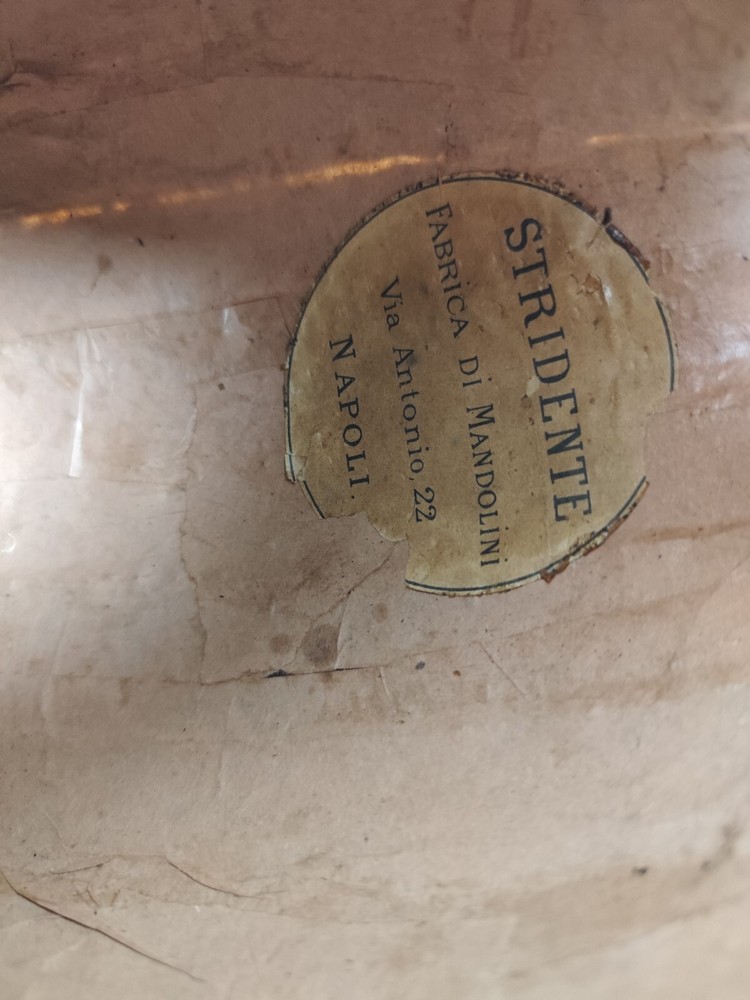 STRIDENTE
FABRICA Di MANDOLINI
Via Antonio, 22
NAPOLI.